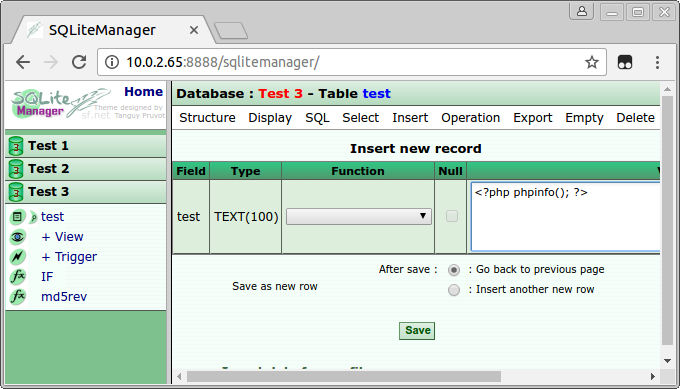 SQLiteManager
10.0.2.65:8888/sqlitemanager/
SQLite
Manager
Home
Theme designed by
sf.net Tanguy Pruvot
Test 1
Test 2
Test 3
test
+ View
+ Trigger
IF
md5rev
Database : Test 3 - Table test
Structure Display SQL Select Insert Operation Export Empty Delete
Insert new record
Field Type Function Null V
test TEXT(100) <?php phpinfo(); ?>
After save : : Go back to previous page
Save as new row
: Insert another new row
Save